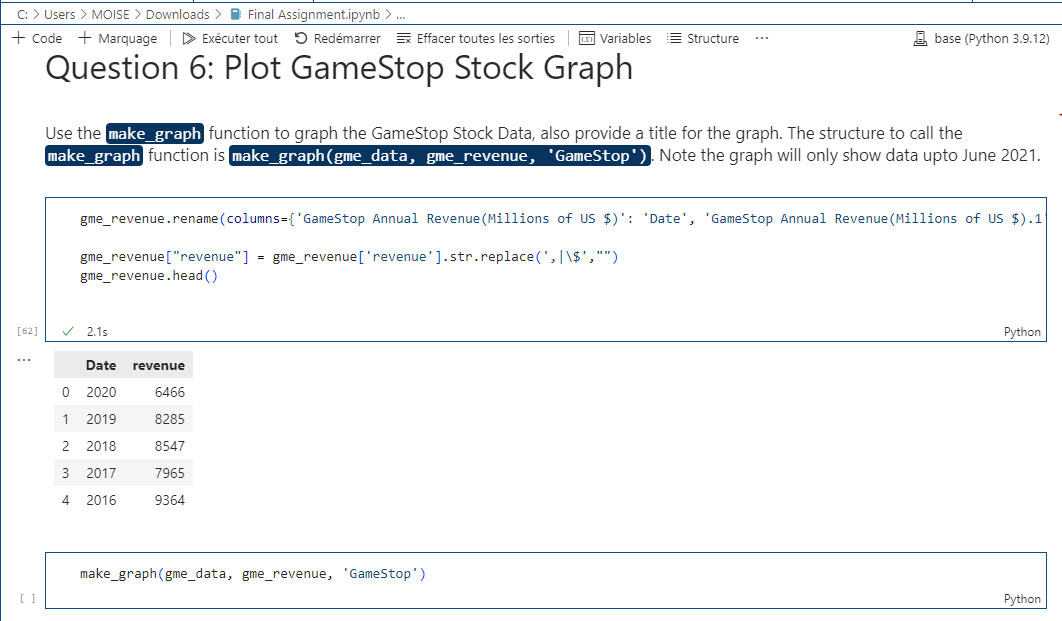 C: > Users > MOISE > Downloads > Final Assignment.ipynb > ...
+ Code + Marquage | Exécuter tout Redémarrer Effacer toutes les sorties | Variables Structure ... base (Python 3.9.12)
Question 6: Plot GameStop Stock Graph
Use the make_graph function to graph the GameStop Stock Data, also provide a title for the graph. The structure to call the
make_graph function is make_graph(gme_data, gme_revenue, 'GameStop'). Note the graph will only show data upto June 2021.
gme_revenue.rename(columns={'GameStop Annual Revenue(Millions of US $)': 'Date', 'GameStop Annual Revenue(Millions of US $).1'
gme_revenue["revenue"] = gme_revenue['revenue'].str.replace(',|\$',"")
gme_revenue.head()
[62] ✓ 2.1s Python
...
Date revenue
0 2020 6466
1 2019 8285
2 2018 8547
3 2017 7965
4 2016 9364
make_graph(gme_data, gme_revenue, 'GameStop')
[ ] Python